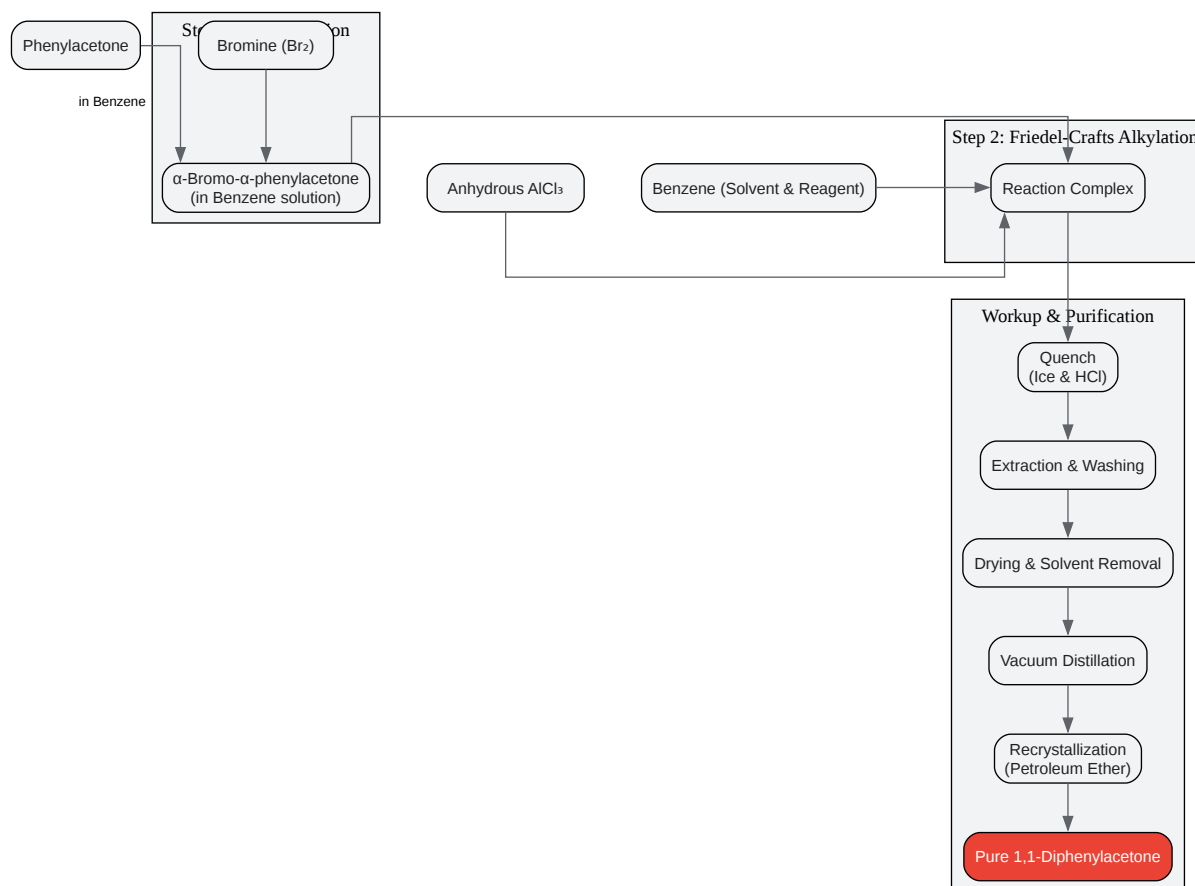 Ste
ion
Phenylacetone
Bromine (Br₂)
in Benzene
α-Bromo-α-phenylacetone
(in Benzene solution)
Anhydrous AlCl₃
Benzene (Solvent & Reagent)
Step 2: Friedel-Crafts Alkylation
Reaction Complex
Workup & Purification
Quench
(Ice & HCl)
Extraction & Washing
Drying & Solvent Removal
Vacuum Distillation
Recrystallization
(Petroleum Ether)
Pure 1,1-Diphenylacetone